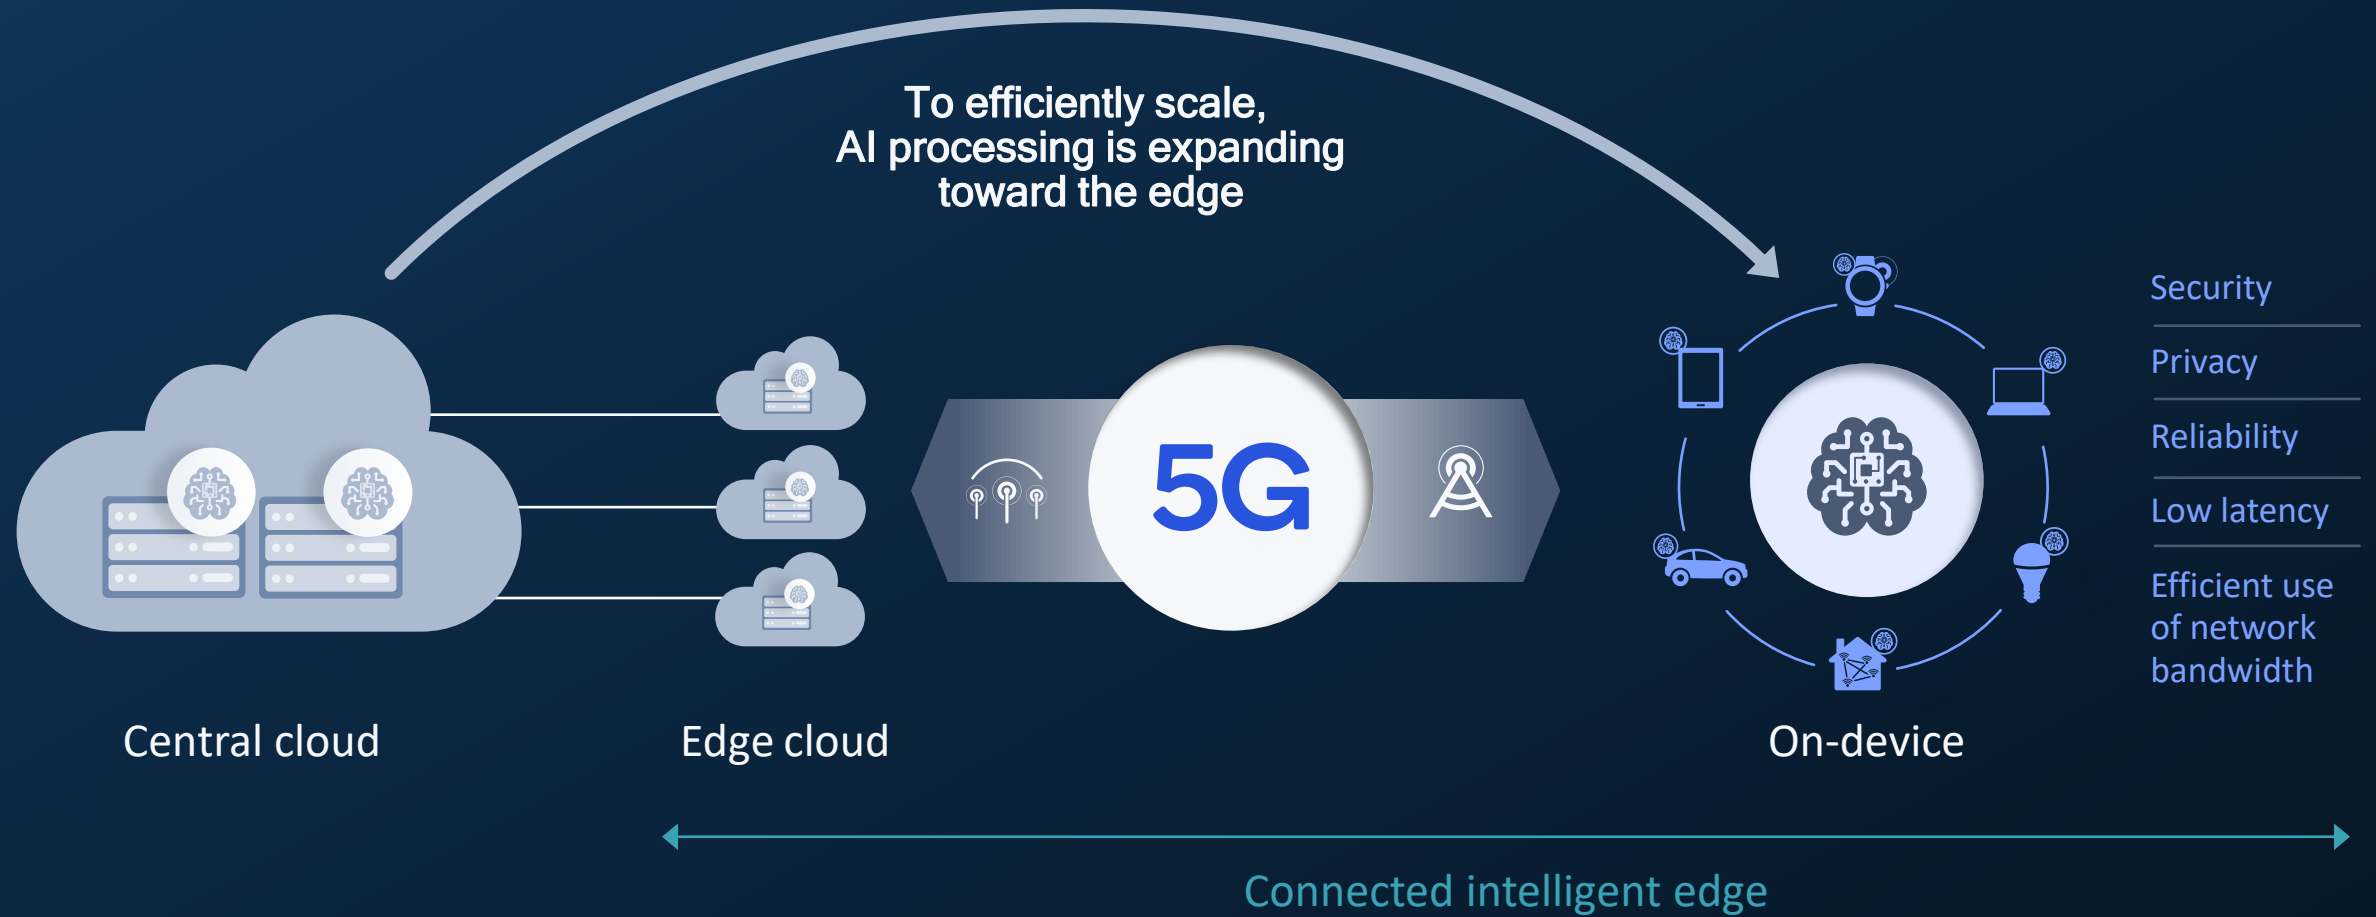 To efficiently scale,
AI processing is expanding
toward the edge
5G
Security
Privacy
Reliability
Low latency
Efficient use
of network
bandwidth
Central cloud
Edge cloud
On-device
Connected intelligent edge